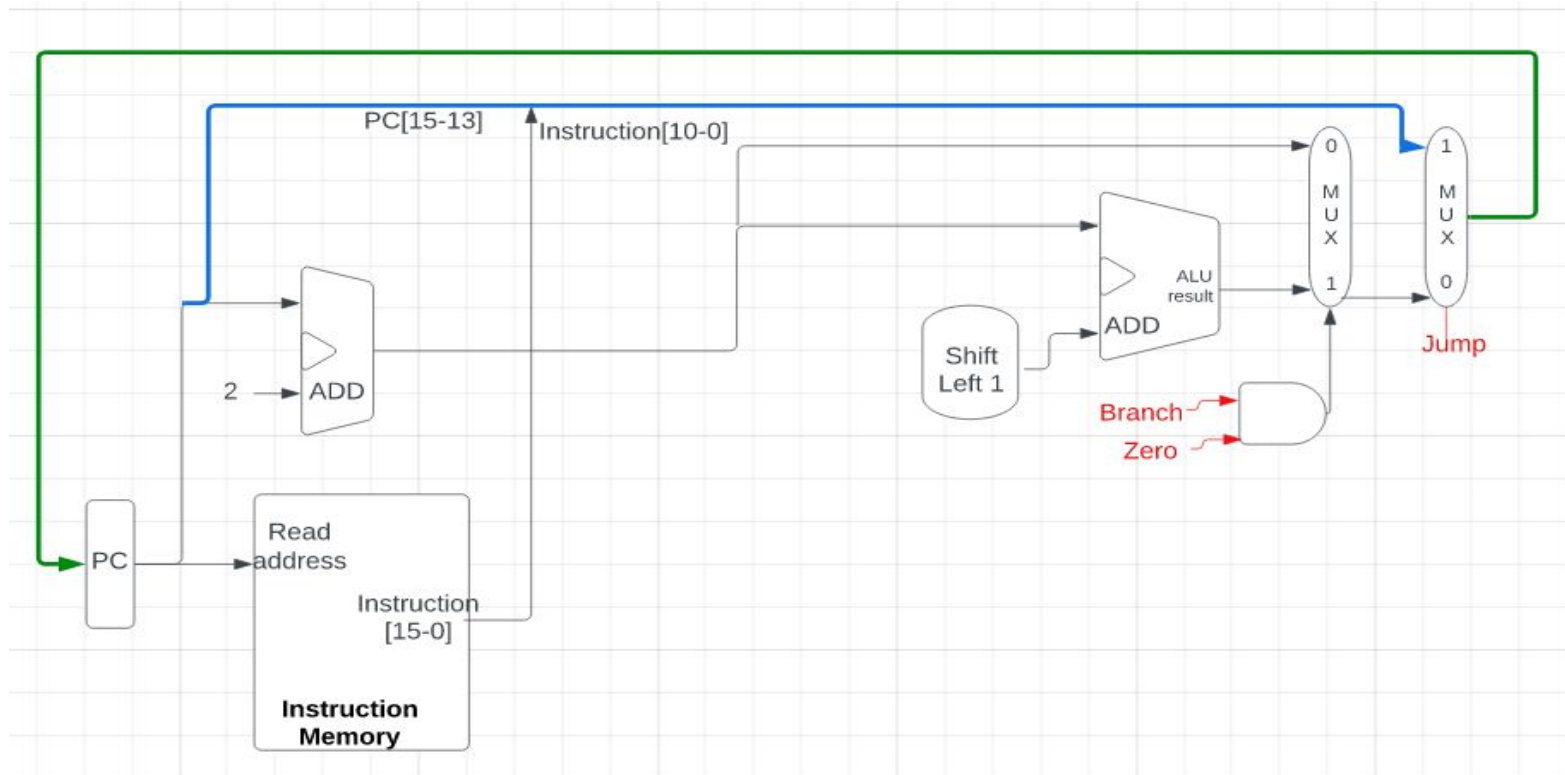 PC[15-13]
Instruction[10-0]
0
M
U
X
1
1
M
U
X
0
ALU
result
ADD
Shift
Left 1
Jump
2
ADD
Branch
Zero
PC
Read
address
Instruction
[15-0]
Instruction
Memory